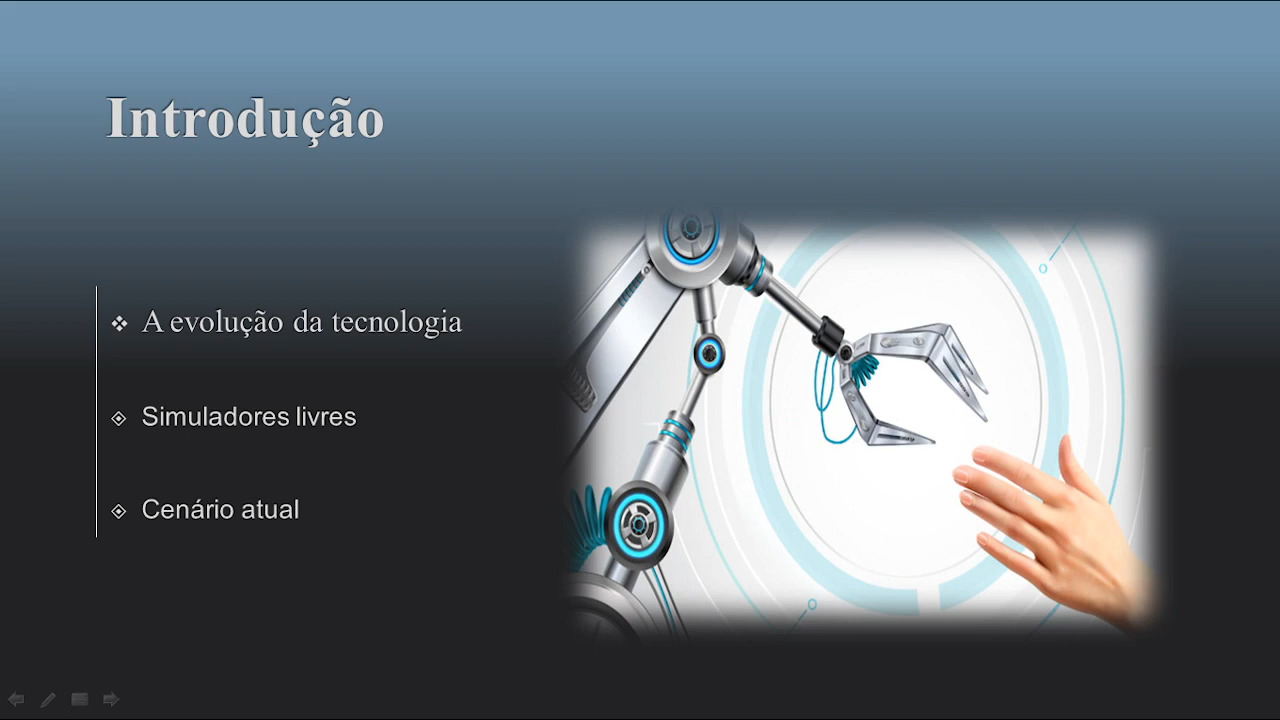 Introdução
A evolução da tecnologia
Simuladores livres
Cenário atual